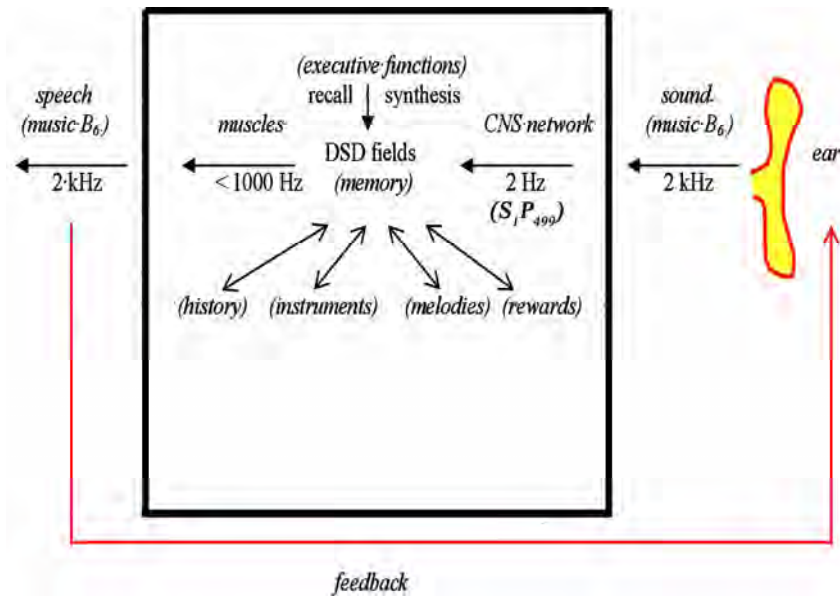 (executive·functions)
recall synthesis
speech
(music·B₆·)
2·kHz
muscles·
< 1000 Hz
DSD fields
(memory)
CNS·network
2 Hz
(S₁P₄₉₉)
sound·
(music·B₆·)
2 kHz
ear
(history) (instruments) (melodies) (rewards)
feedback